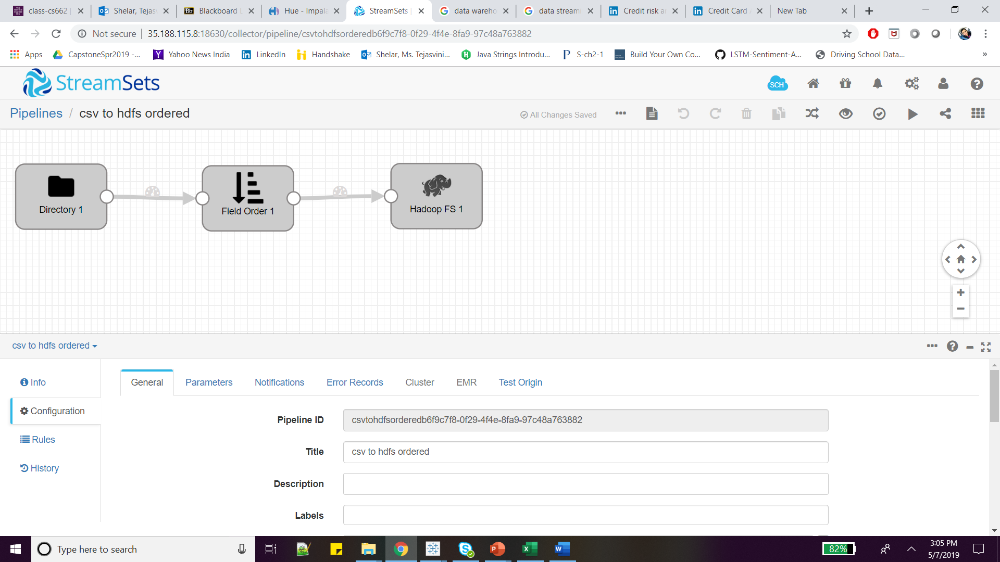 class-cs662
Shelar, Tejas
Blackboard L
Hue - Impala
StreamSets |
data wareho
data streami
Credit risk a
Credit Card
New Tab
Not secure | 35.188.115.8:18630/collector/pipeline/csvtohdfsorderedb6f9c7f8-0f29-4f4e-8fa9-97c48a763882
Apps
CapstoneSpr2019 -...
Yahoo News India
LinkedIn
Handshake
Shelar, Ms. Tejasvini...
Java Strings Introdu...
S-ch2-1
Build Your Own Co...
LSTM-Sentiment-A...
Driving School Data...
»
StreamSets
SCH
Pipelines / csv to hdfs ordered
All Changes Saved
Directory 1
Field Order 1
Hadoop FS 1
csv to hdfs ordered
Info
Configuration
Rules
History
General
Parameters
Notifications
Error Records
Cluster
EMR
Test Origin
Pipeline ID
csvtohdfsorderedb6f9c7f8-0f29-4f4e-8fa9-97c48a763882
Title
csv to hdfs ordered
Description
Labels
Type here to search
82%
3:05 PM
5/7/2019